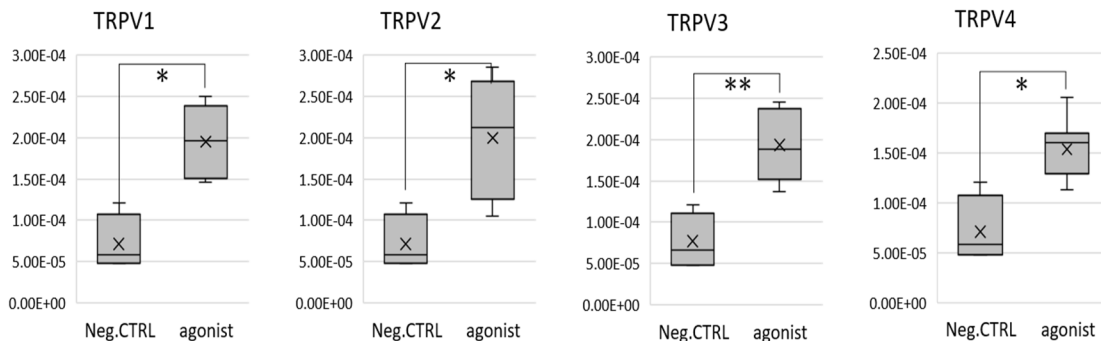 TRPV1
3.00E-04
2.50E-04
2.00E-04
1.50E-04
1.00E-04
5.00E-05
0.00E+00
*
Neg.CTRL agonist
TRPV2
3.00E-04
2.50E-04
2.00E-04
1.50E-04
1.00E-04
5.00E-05
0.00E+00
*
Neg.CTRL agonist
TRPV3
3.00E-04
2.50E-04
2.00E-04
1.50E-04
1.00E-04
5.00E-05
0.00E+00
**
Neg.CTRL agonist
TRPV4
2.50E-04
2.00E-04
1.50E-04
1.00E-04
5.00E-05
0.00E+00
*
Neg.CTRL agonist